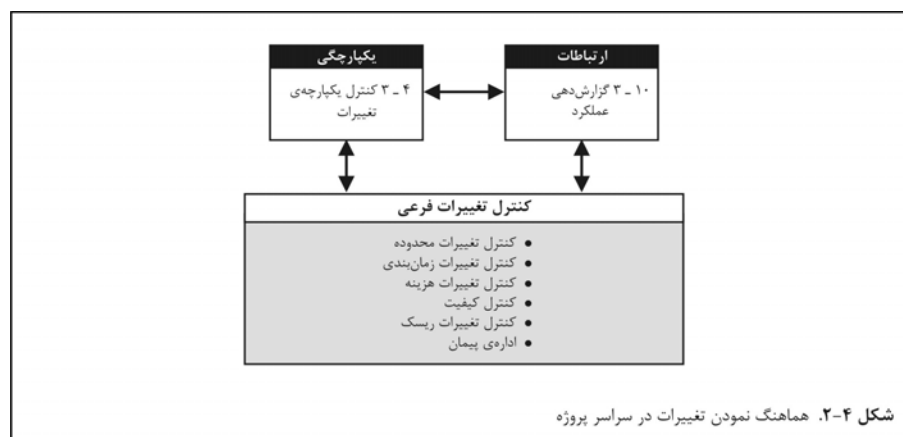 ارتباطات
۱۰ ـ ۳ گزارش‌دهی
عملکرد
یکپارچگی
۴ ـ ۳ کنترل یکپارچه‌ی
تغییرات
کنترل تغییرات فرعی
● کنترل تغییرات محدوده
● کنترل تغییرات زمان‌بندی
● کنترل تغییرات هزینه
● کنترل کیفیت
● کنترل تغییرات ریسک
● اداره‌ی پیمان
شکل ۴-۲. هماهنگ نمودن تغییرات در سراسر پروژه